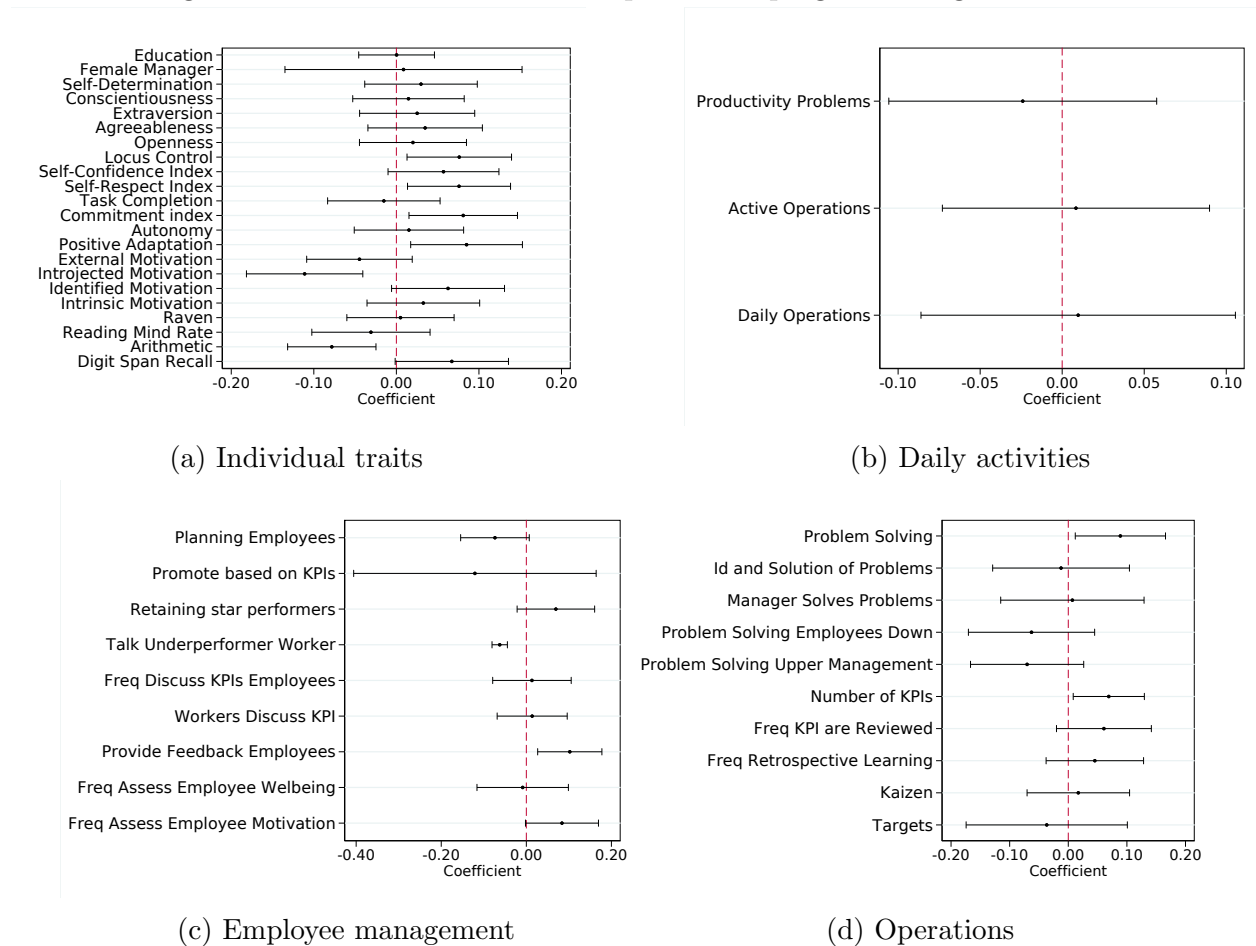 Education
Female Manager
Self-Determination
Conscientiousness
Extraversion
Agreeableness
Openness
Locus Control
Self-Confidence Index
Self-Respect Index
Task Completion
Commitment index
Autonomy
Positive Adaptation
External Motivation
Introjected Motivation
Identified Motivation
Intrinsic Motivation
Raven
Reading Mind Rate
Arithmetic
Digit Span Recall
-0.20 -0.10 0.00 0.10 0.20
Coefficient
(a) Individual traits
Productivity Problems
Active Operations
Daily Operations
-0.10 -0.05 0.00 0.05 0.10
Coefficient
(b) Daily activities
Planning Employees
Promote based on KPIs
Retaining star performers
Talk Underperformer Worker
Freq Discuss KPIs Employees
Workers Discuss KPI
Provide Feedback Employees
Freq Assess Employee Welbeing
Freq Assess Employee Motivation
-0.40 -0.20 0.00 0.20
Coefficient
(c) Employee management
Problem Solving
Id and Solution of Problems
Manager Solves Problems
Problem Solving Employees Down
Problem Solving Upper Management
Number of KPIs
Freq KPI are Reviewed
Freq Retrospective Learning
Kaizen
Targets
-0.20 -0.10 0.00 0.10 0.20
Coefficient
(d) Operations